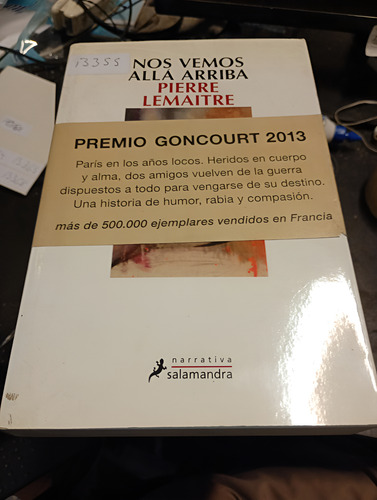 13355
NOS VEMOS
ALLÁ ARRIBA
PIERRE
LEMAITRE
PREMIO GONCOURT 2013
París en los años locos. Heridos en cuerpo
y alma, dos amigos vuelven de la guerra
dispuestos a todo para vengarse de su destino.
Una historia de humor, rabia y compasión.
más de 500.000 ejemplares vendidos en Francia
narrativa
salamandra